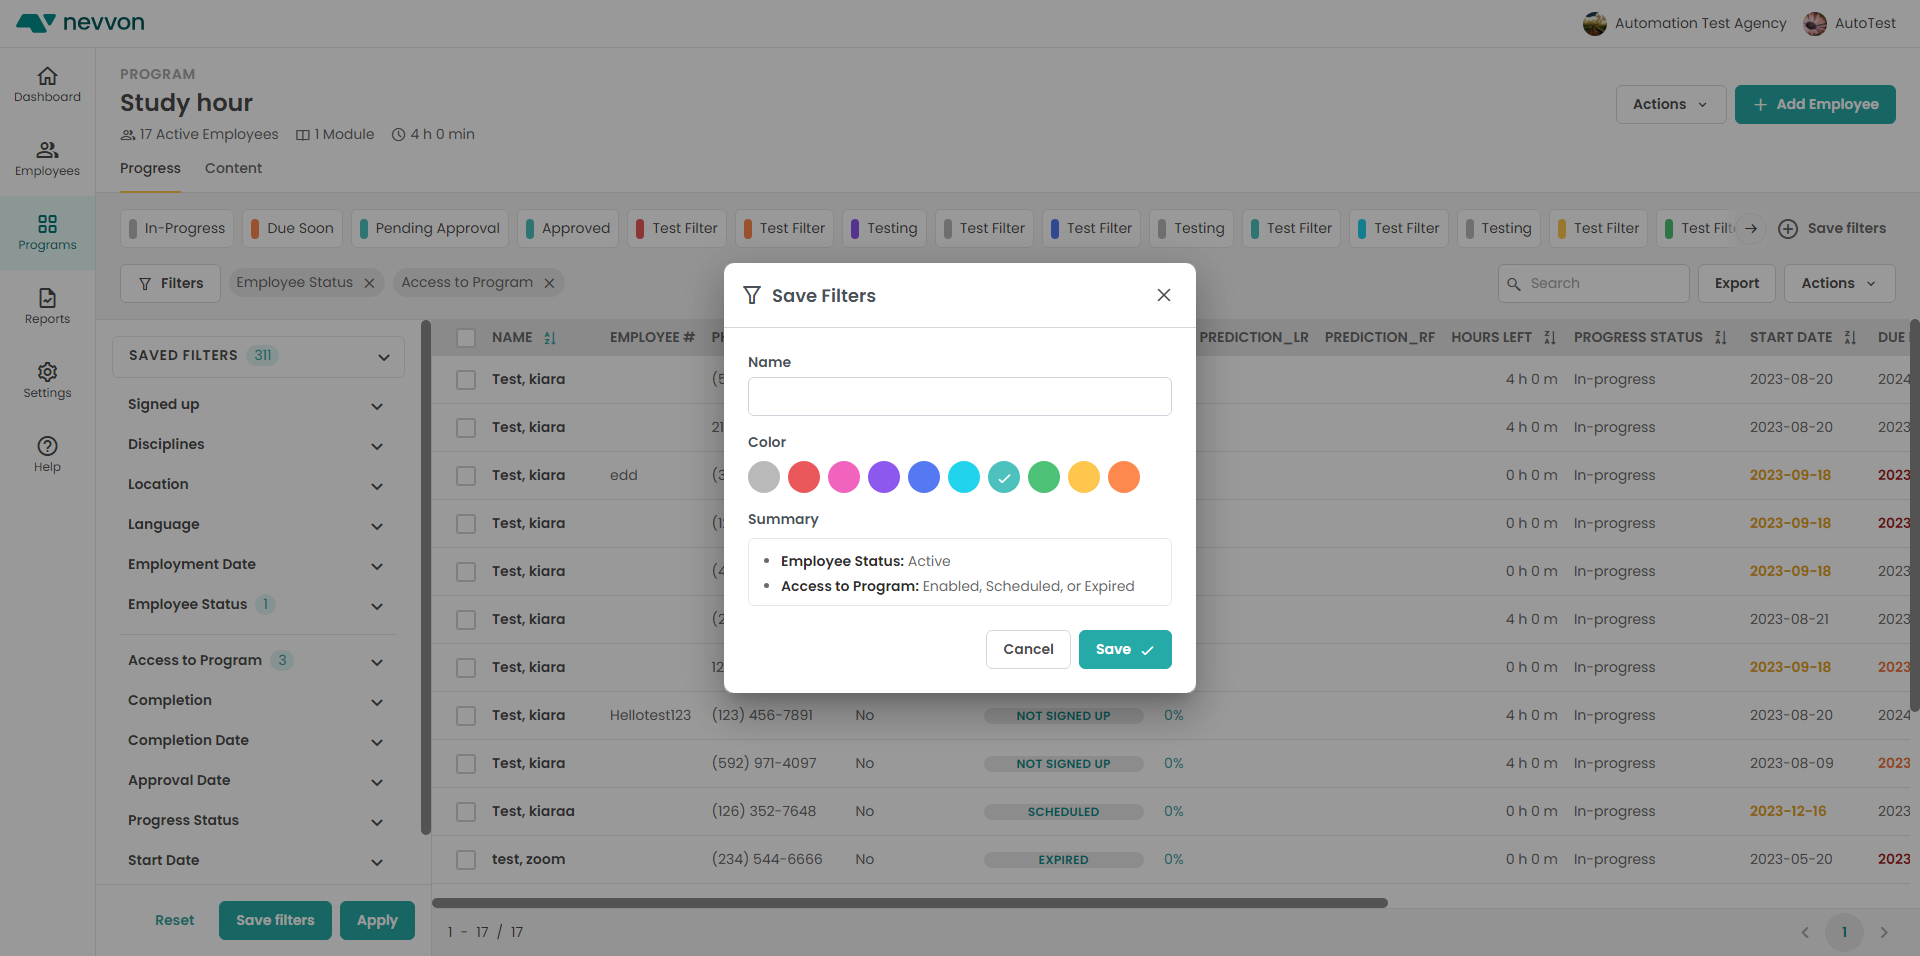 nevvon
Automation Test Agency
AutoTest
Dashboard
Employees
Programs
Reports
Settings
Help
PROGRAM
Study hour
17 Active Employees 1 Module 4 h 0 min
Progress Content
Actions
Add Employee
In-Progress Due Soon Pending Approval Approved Test Filter Test Filter Testing Test Filter Test Filter Testing Test Filter Test Filter Testing Test Filter Test Save filters
Filters Employee Status Access to Program
Search Export Actions
SAVED FILTERS 311
Signed up
Disciplines
Location
Language
Employment Date
Employee Status 1
Access to Program 3
Completion
Completion Date
Approval Date
Progress Status
Start Date
Reset Save filters Apply
NAME EMPLOYEE # PREDICTION_LR PREDICTION_RF HOURS LEFT PROGRESS STATUS START DATE DUE
Test, kiara 4 h 0 m In-progress 2023-08-20 2024
Test, kiara 4 h 0 m In-progress 2023-08-20 2023
Test, kiara edd 0 h 0 m In-progress 2023-09-18 2023
Test, kiara 0 h 0 m In-progress 2023-09-18 2023
Test, kiara 0 h 0 m In-progress 2023-09-18 2023
Test, kiara 4 h 0 m In-progress 2023-08-21 2023
Test, kiara 0 h 0 m In-progress 2023-09-18 2023
Test, kiara Hellotest123 (123) 456-7891 No NOT SIGNED UP 0% 4 h 0 m In-progress 2023-08-20 2024
Test, kiara (592) 971-4097 No NOT SIGNED UP 0% 4 h 0 m In-progress 2023-08-09 2023
Test, kiaraa (126) 352-7648 No SCHEDULED 0% 0 h 0 m In-progress 2023-12-16 2023
test, zoom (234) 544-6666 No EXPIRED 0% 0 h 0 m In-progress 2023-05-20 2023
1 - 17 / 17
1
Save Filters
Name
Color
Summary
Employee Status: Active
Access to Program: Enabled, Scheduled, or Expired
Cancel
Save